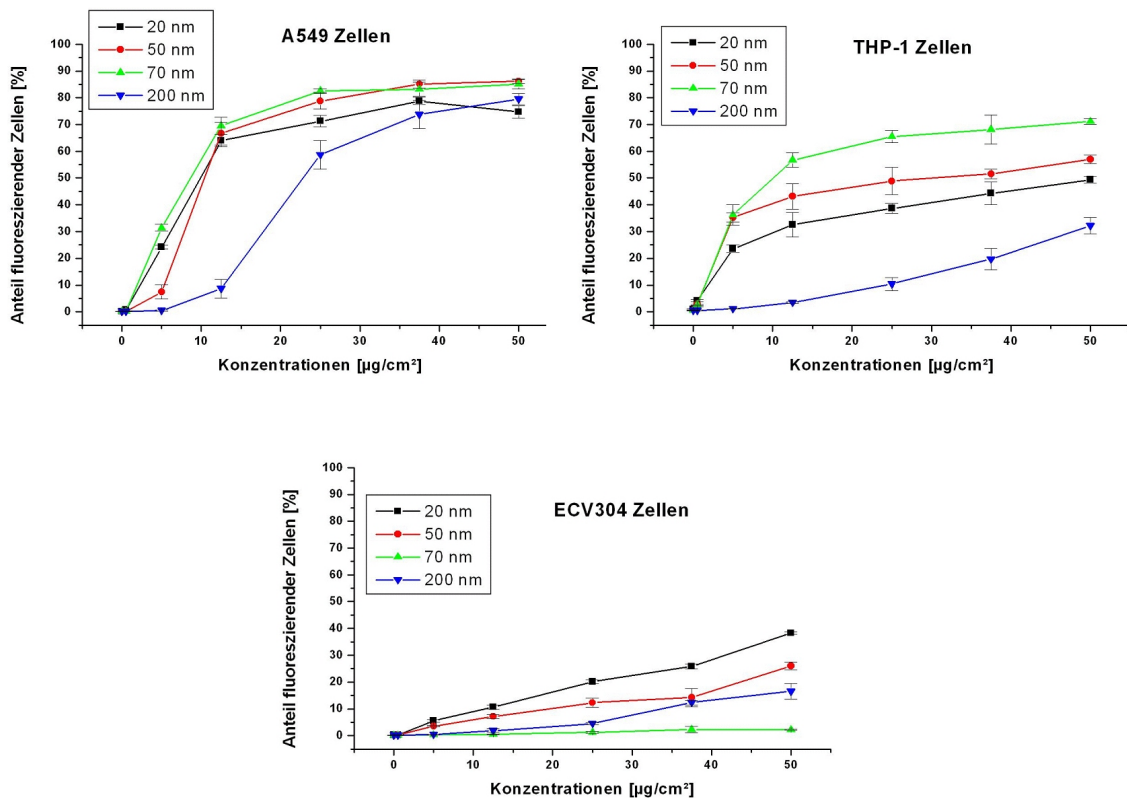 A549 Zellen
20 nm
50 nm
70 nm
200 nm
Anteil fluoreszierender Zellen [%]
100
90
80
70
60
50
40
30
20
10
0
0
10
20
30
40
50
Konzentrationen [µg/cm²]
THP-1 Zellen
20 nm
50 nm
70 nm
200 nm
Anteil fluoreszierender Zellen [%]
100
90
80
70
60
50
40
30
20
10
0
0
10
20
30
40
50
Konzentrationen [µg/cm²]
ECV304 Zellen
20 nm
50 nm
70 nm
200 nm
Anteil fluoreszierender Zellen [%]
100
90
80
70
60
50
40
30
20
10
0
0
10
20
30
40
50
Konzentrationen [µg/cm²]